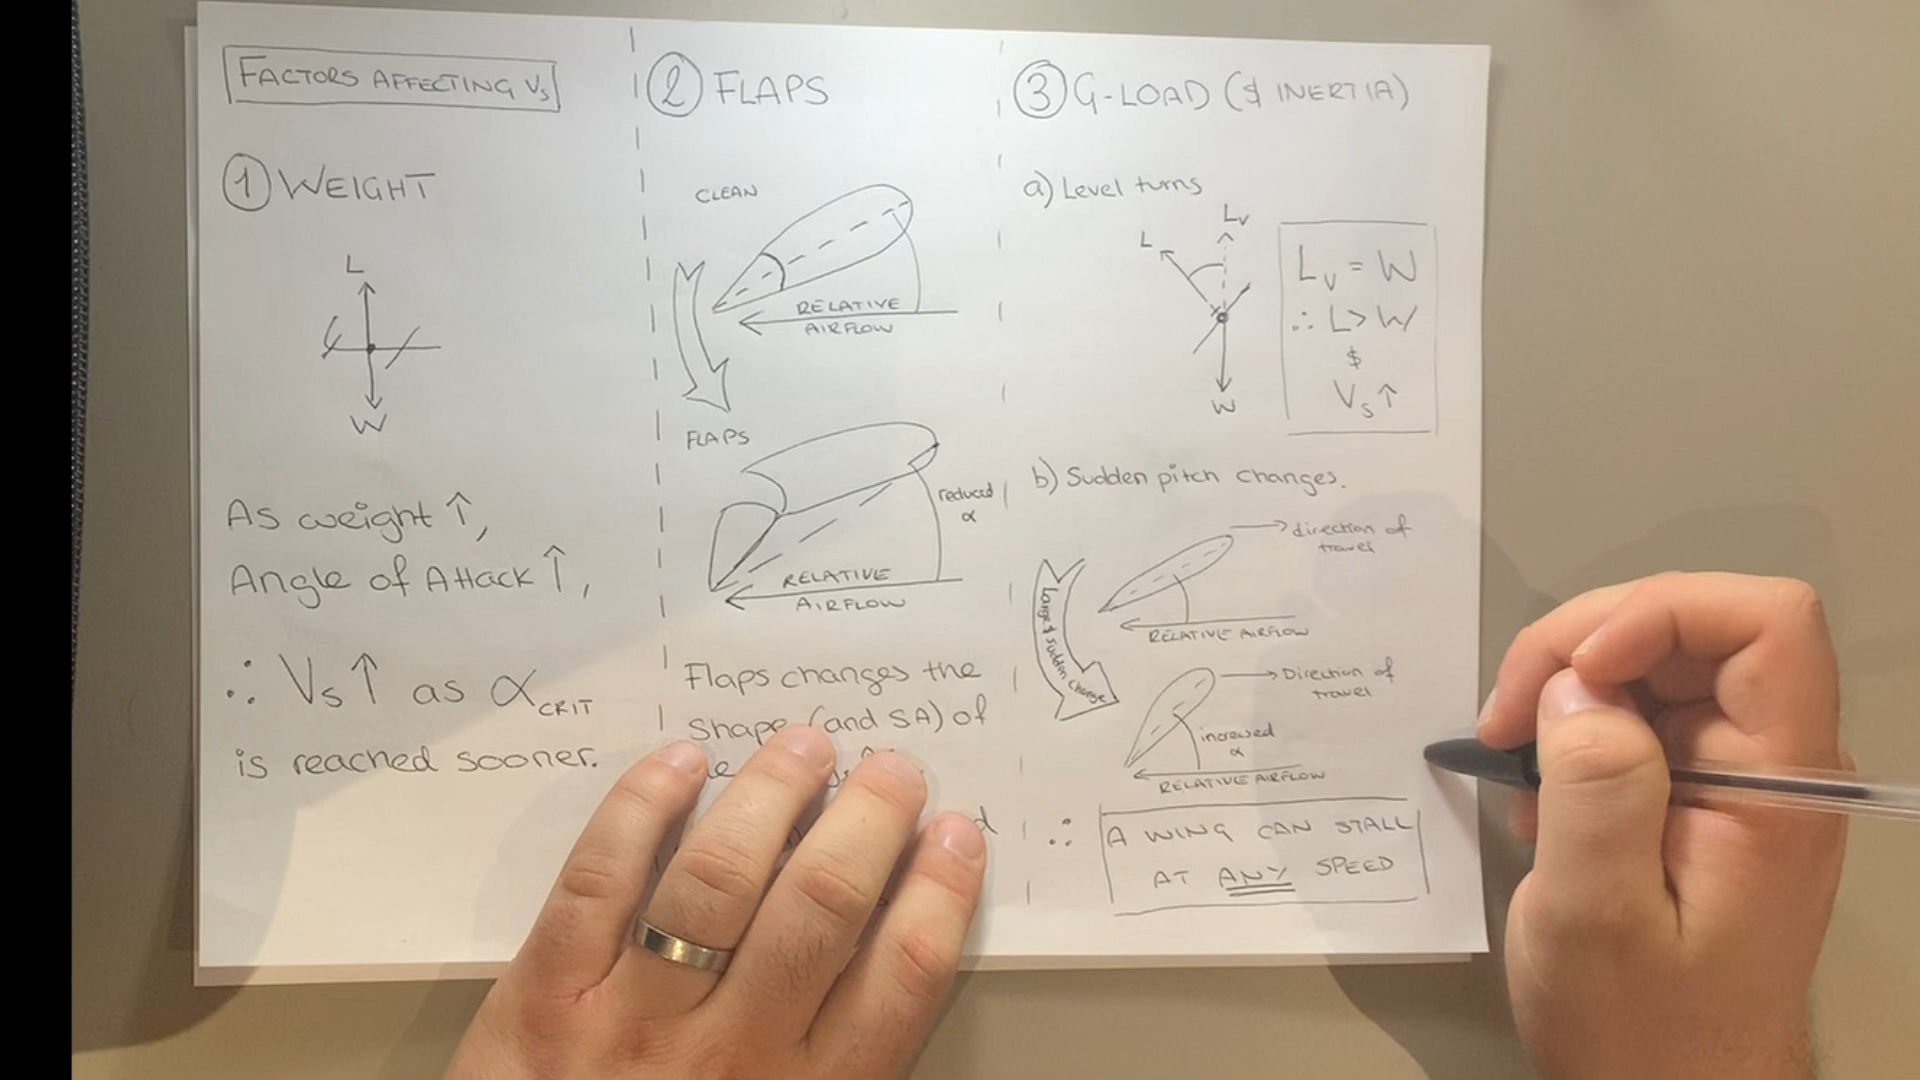 FACTORS AFFECTING Vs
① WEIGHT
L
W
As weight ↑,
Angle of Attack ↑,
∴ Vs ↑ as αCRIT
is reached sooner.
② FLAPS
CLEAN
RELATIVE
AIRFLOW
FLAPS
reduced
α
RELATIVE
AIRFLOW
Flaps changes the
shape (and SA) of
③ G-LOAD ($ INERTIA)
a) Level turns
Lv
L
W
Lv = W
∴ L > W
$
Vs ↑
b) Sudden pitch changes.
direction of
travel
RELATIVE AIRFLOW
Large $ sudden change
Direction of
travel
increased
α
RELATIVE AIRFLOW
∴ A WING CAN STALL
AT ANY SPEED